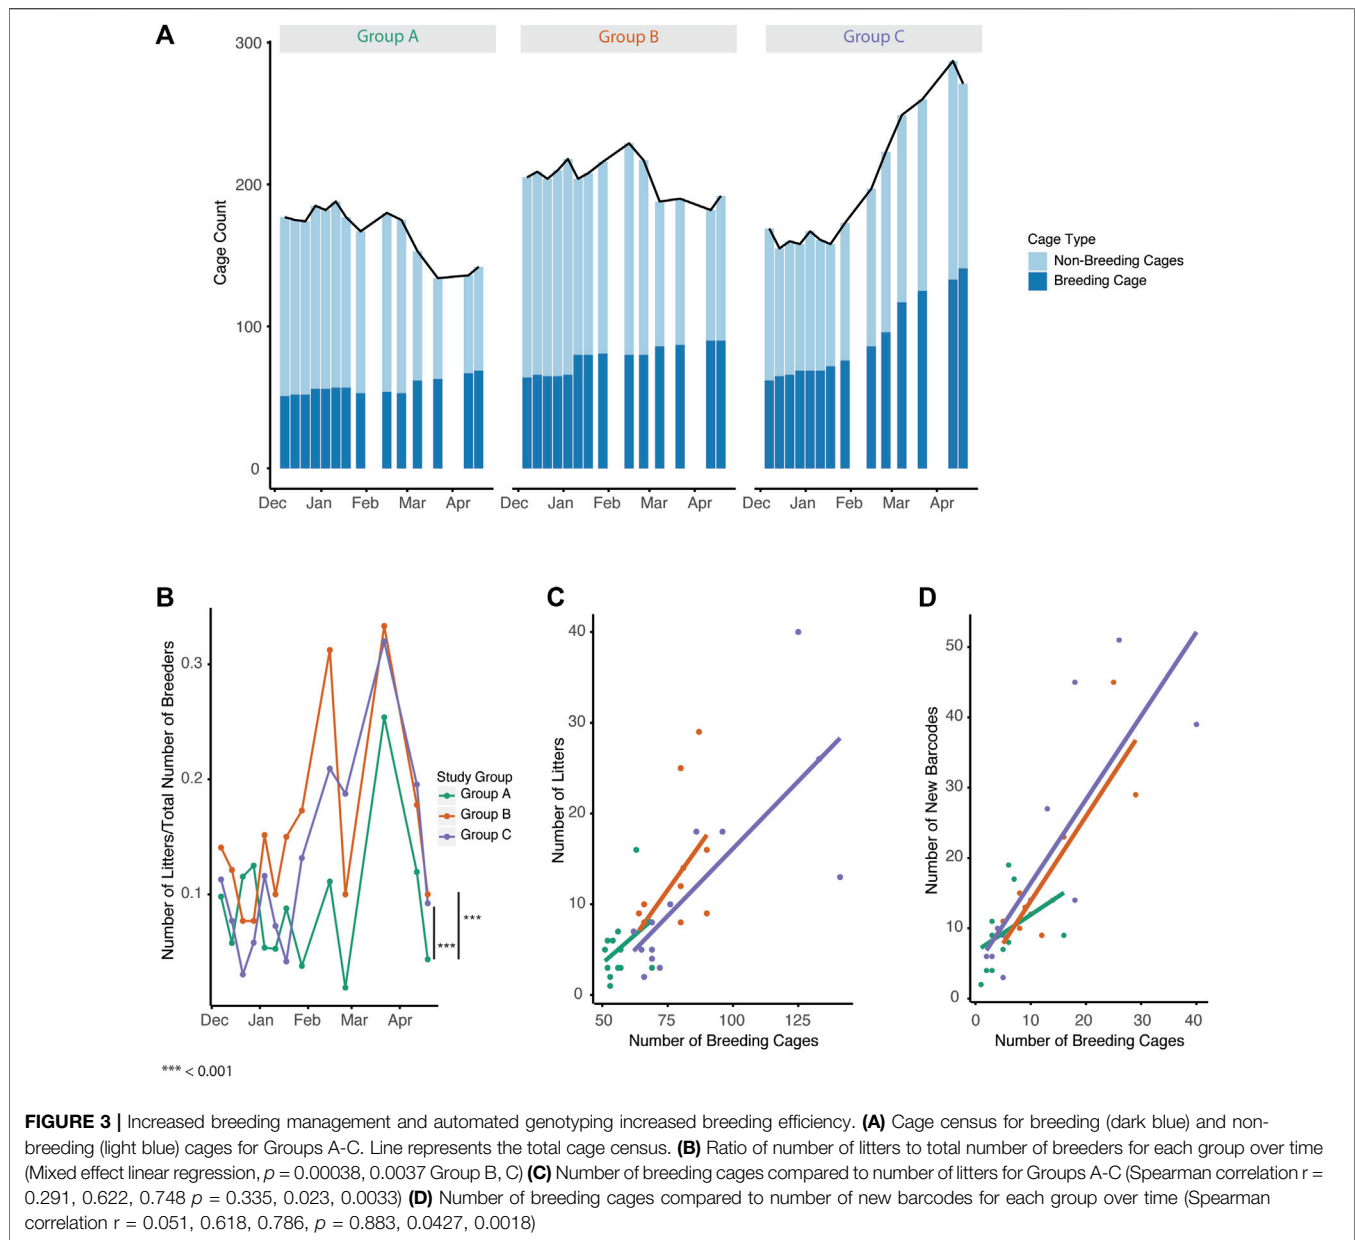 A
Group A
Group B
Group C
300
200
100
0
Cage Count
Dec Jan Feb Mar Apr
Dec Jan Feb Mar Apr
Dec Jan Feb Mar Apr
Cage Type
Non-Breeding Cages
Breeding Cage
B
Number of Litters/Total Number of Breeders
0.3
0.2
0.1
Dec Jan Feb Mar Apr
Study Group
Group A
Group B
Group C
***
***
*** < 0.001
C
Number of Litters
40
30
20
10
0
50 75 100 125
Number of Breeding Cages
D
Number of New Barcodes
50
40
30
20
10
0
0 10 20 30 40
Number of Breeding Cages
FIGURE 3 | Increased breeding management and automated genotyping increased breeding efficiency. (A) Cage census for breeding (dark blue) and non-
breeding (light blue) cages for Groups A-C. Line represents the total cage census. (B) Ratio of number of litters to total number of breeders for each group over time
(Mixed effect linear regression, p = 0.00038, 0.0037 Group B, C) (C) Number of breeding cages compared to number of litters for Groups A-C (Spearman correlation r =
0.291, 0.622, 0.748 p = 0.335, 0.023, 0.0033) (D) Number of breeding cages compared to number of new barcodes for each group over time (Spearman
correlation r = 0.051, 0.618, 0.786, p = 0.883, 0.0427, 0.0018)